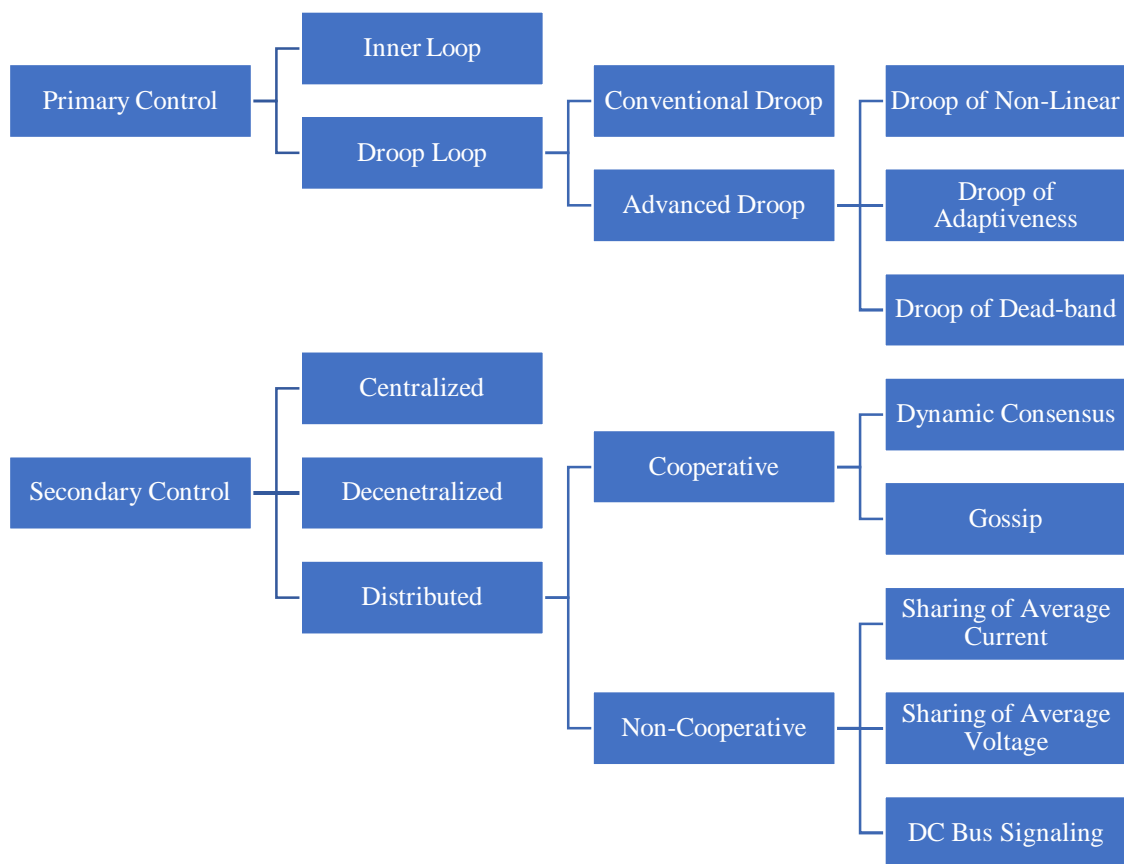 Primary Control
Inner Loop
Droop Loop
Conventional Droop
Advanced Droop
Droop of Non-Linear
Droop of
Adaptiveness
Droop of Dead-band
Secondary Control
Centralized
Decenetralized
Distributed
Cooperative
Dynamic Consensus
Gossip
Non-Cooperative
Sharing of Average
Current
Sharing of Average
Voltage
DC Bus Signaling